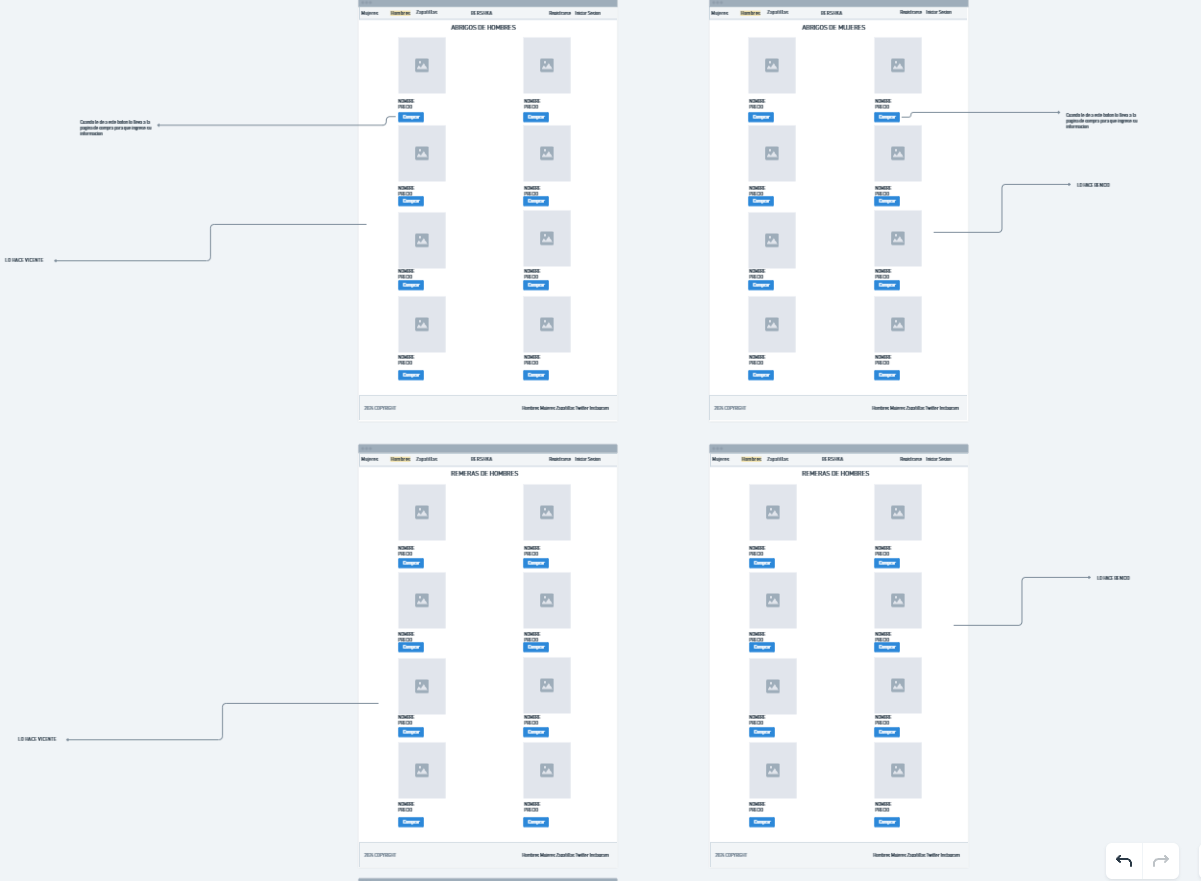 Mujeres Hombres Zapatillas BERSHKA Registrarse Iniciar Sesion
ABRIGOS DE HOMBRES
NOMBRE
PRECIO
Comprar
NOMBRE
PRECIO
Comprar
NOMBRE
PRECIO
Comprar
NOMBRE
PRECIO
Comprar
NOMBRE
PRECIO
Comprar
NOMBRE
PRECIO
Comprar
NOMBRE
PRECIO
Comprar
NOMBRE
PRECIO
Comprar
2024 COPYRIGHT
Hombres Mujeres Zapatillas Twitter Instagram
Cuando le de a este boton lo lleva a la
pagina de compra para que ingrese su
informacion
LO HACE VICENTE
Mujeres Hombres Zapatillas BERSHKA Registrarse Iniciar Sesion
ABRIGOS DE MUJERES
NOMBRE
PRECIO
Comprar
NOMBRE
PRECIO
Comprar
NOMBRE
PRECIO
Comprar
NOMBRE
PRECIO
Comprar
NOMBRE
PRECIO
Comprar
NOMBRE
PRECIO
Comprar
NOMBRE
PRECIO
Comprar
NOMBRE
PRECIO
Comprar
2024 COPYRIGHT
Hombres Mujeres Zapatillas Twitter Instagram
Cuando le de a este boton lo lleva a la
pagina de compra para que ingrese su
informacion
LO HACE BENICIO
Mujeres Hombres Zapatillas BERSHKA Registrarse Iniciar Sesion
REMERAS DE HOMBRES
NOMBRE
PRECIO
Comprar
NOMBRE
PRECIO
Comprar
NOMBRE
PRECIO
Comprar
NOMBRE
PRECIO
Comprar
NOMBRE
PRECIO
Comprar
NOMBRE
PRECIO
Comprar
NOMBRE
PRECIO
Comprar
NOMBRE
PRECIO
Comprar
2024 COPYRIGHT
Hombres Mujeres Zapatillas Twitter Instagram
LO HACE VICENTE
Mujeres Hombres Zapatillas BERSHKA Registrarse Iniciar Sesion
REMERAS DE HOMBRES
NOMBRE
PRECIO
Comprar
NOMBRE
PRECIO
Comprar
NOMBRE
PRECIO
Comprar
NOMBRE
PRECIO
Comprar
NOMBRE
PRECIO
Comprar
NOMBRE
PRECIO
Comprar
NOMBRE
PRECIO
Comprar
NOMBRE
PRECIO
Comprar
2024 COPYRIGHT
Hombres Mujeres Zapatillas Twitter Instagram
LO HACE BENICIO